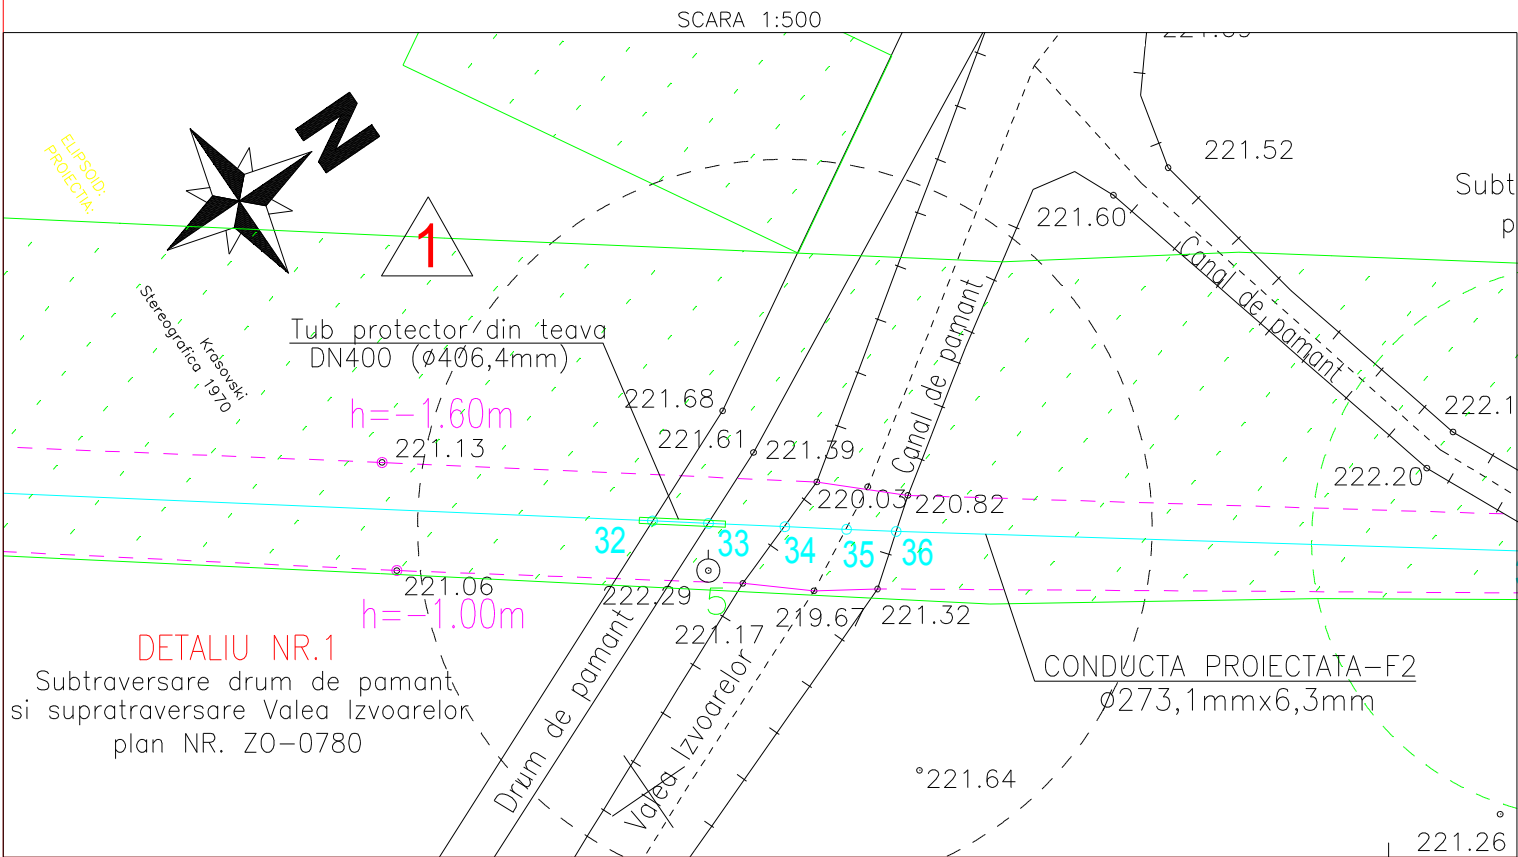 SCARA 1:500
221.52
Subt
p
N
ELIPSOID:
PROIECTIA:
1
221.60
Canal de pamant
Krasovski
Stereografica 1970
Tub protector din teava
DN400 (ø406,4mm)
Canal de pamant
h=-1.60m
221.13
221.68
221.61
221.39
222.1
222.20
220.03
220.82
32
33
34
35
36
221.06
h=-1.00m
222.29
5
221.17
219.67
221.32
DETALIU NR.1
Subtraversare drum de pamant
si supratraversare Valea Izvoarelor
plan NR. ZO-0780
Drum de pamant
Valea Izvoarelor
CONDUCTA PROIECTATA-F2
ø273,1mmx6,3mm
221.64
221.26